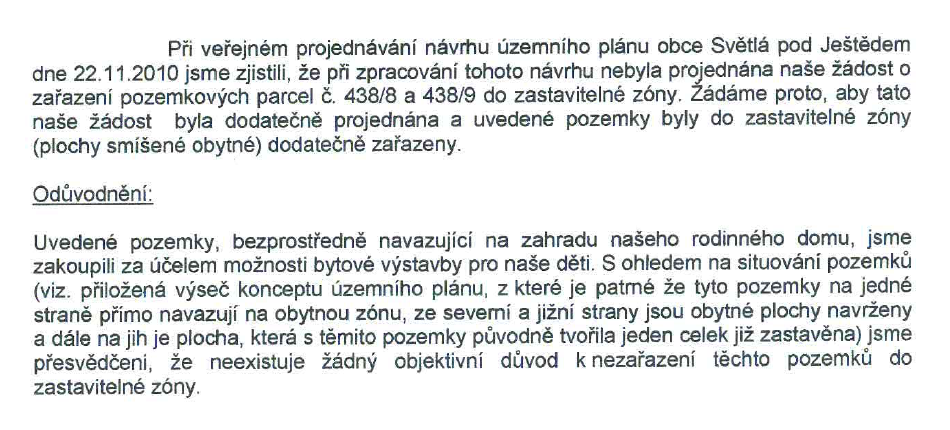 Při veřejném projednávání návrhu územního plánu obce Světlá pod Ještědem
dne 22.11.2010 jsme zjistili, že při zpracování tohoto návrhu nebyla projednána naše žádost o
zařazení pozemkových parcel č. 438/8 a 438/9 do zastavitelné zóny. Žádáme proto, aby tato
naše žádost byla dodatečně projednána a uvedené pozemky byly do zastavitelné zóny
(plochy smíšené obytné) dodatečně zařazeny.
Odůvodnění:
Uvedené pozemky, bezprostředně navazující na zahradu našeho rodinného domu, jsme
zakoupili za účelem možnosti bytové výstavby pro naše děti. S ohledem na situování pozemků
(viz. přiložená výseč konceptu územního plánu, z které je patrné že tyto pozemky na jedné
straně přímo navazují na obytnou zónu, ze severní a jižní strany jsou obytné plochy navrženy
a dále na jih je plocha, která s těmito pozemky původně tvořila jeden celek již zastavěna) jsme
přesvědčeni, že neexistuje žádný objektivní důvod k nezařazení těchto pozemků do
zastavitelné zóny.